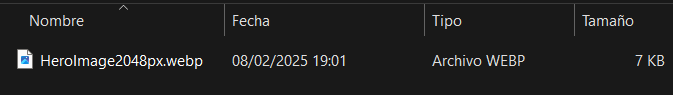 Nombre Fecha Tipo Tamaño
HeroImage2048px.webp 08/02/2025 19:01 Archivo WEBP 7 KB